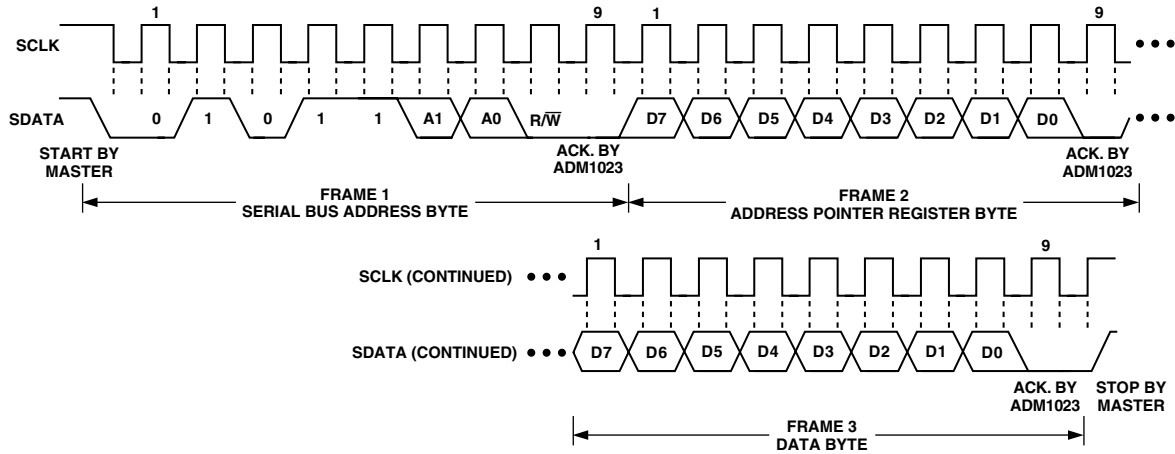 1 9 1 9
SCLK
SDATA 0 1 0 1 1 A1 A0 R/W̅ D7 D6 D5 D4 D3 D2 D1 D0
START BY
MASTER
ACK. BY
ADM1023
ACK. BY
ADM1023
FRAME 1
SERIAL BUS ADDRESS BYTE
FRAME 2
ADDRESS POINTER REGISTER BYTE
1 9
SCLK (CONTINUED)
SDATA (CONTINUED) D7 D6 D5 D4 D3 D2 D1 D0
ACK. BY
ADM1023
STOP BY
MASTER
FRAME 3
DATA BYTE